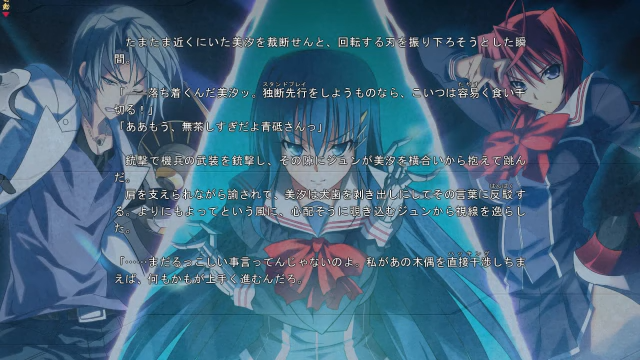 たまたま近くにいた美汐を裁断せんと、回転する刃を振り下ろそうとした瞬
間。
「――落ち着くんだ美汐ッ。独断先行をしようものなら、こいつは容易く食い千
切る！」
「ああもう、無茶しすぎだよ青砥さんっ」
銃撃で機兵の武装を銃撃し、その隙にジュンが美汐を横合いから抱えて跳ん
だ。
肩を支えられながら諭されて、美汐は犬歯を剥き出しにしてその言葉に反駁す
る。よりにもよってという風に、心配そうに覗き込むジュンから視線を逸らし
た。
「……まだるっこしい事言ってんじゃないのよ。私があの木偶を直接干渉しちま
えば、何もかもが上手く進むんだろ。